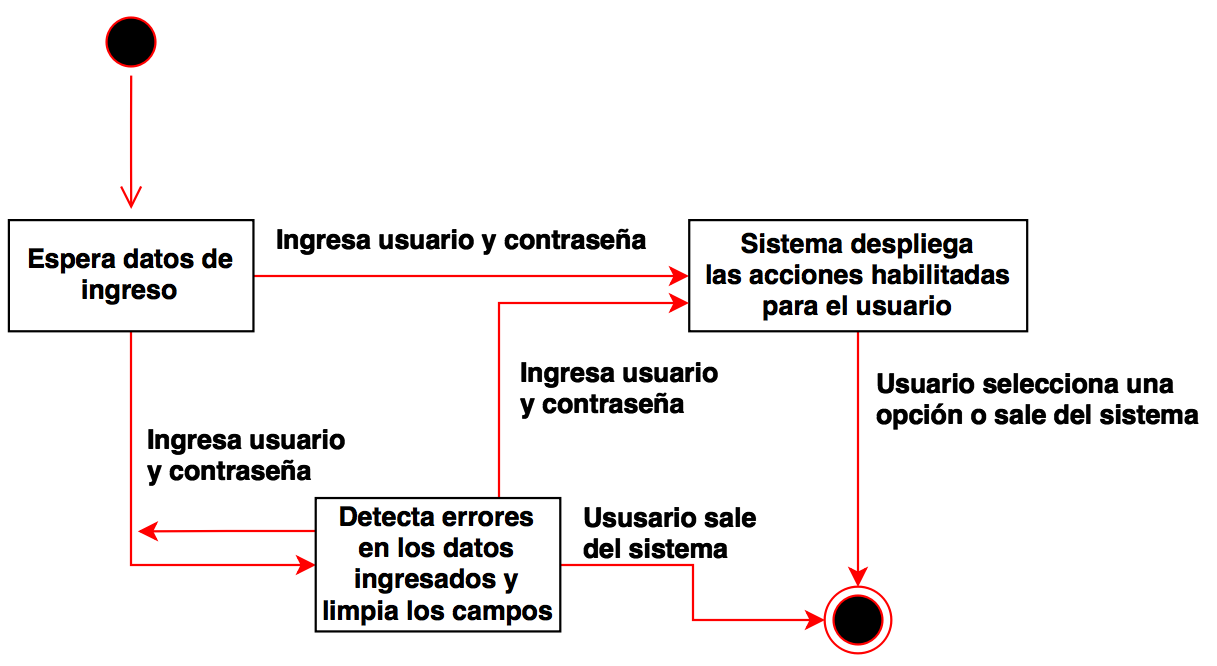 Espera datos de
ingreso
Ingresa usuario y contraseña
Sistema despliega
las acciones habilitadas
para el usuario
Ingresa usuario
y contraseña
Usuario selecciona una
opción o sale del sistema
Ingresa usuario
y contraseña
Detecta errores
en los datos
ingresados y
limpia los campos
Ususario sale
del sistema